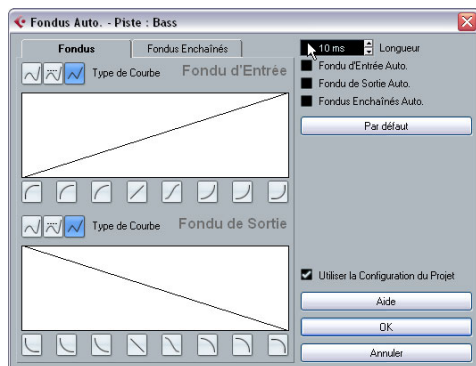 Fondus Auto. - Piste : Bass
Fondus
Fondus Enchaînés
Type de Courbe
Fondu d'Entrée
Type de Courbe
Fondu de Sortie
10 ms
Longueur
Fondu d'Entrée Auto.
Fondu de Sortie Auto.
Fondus Enchaînés Auto.
Par défaut
Utiliser la Configuration du Projet
Aide
OK
Annuler